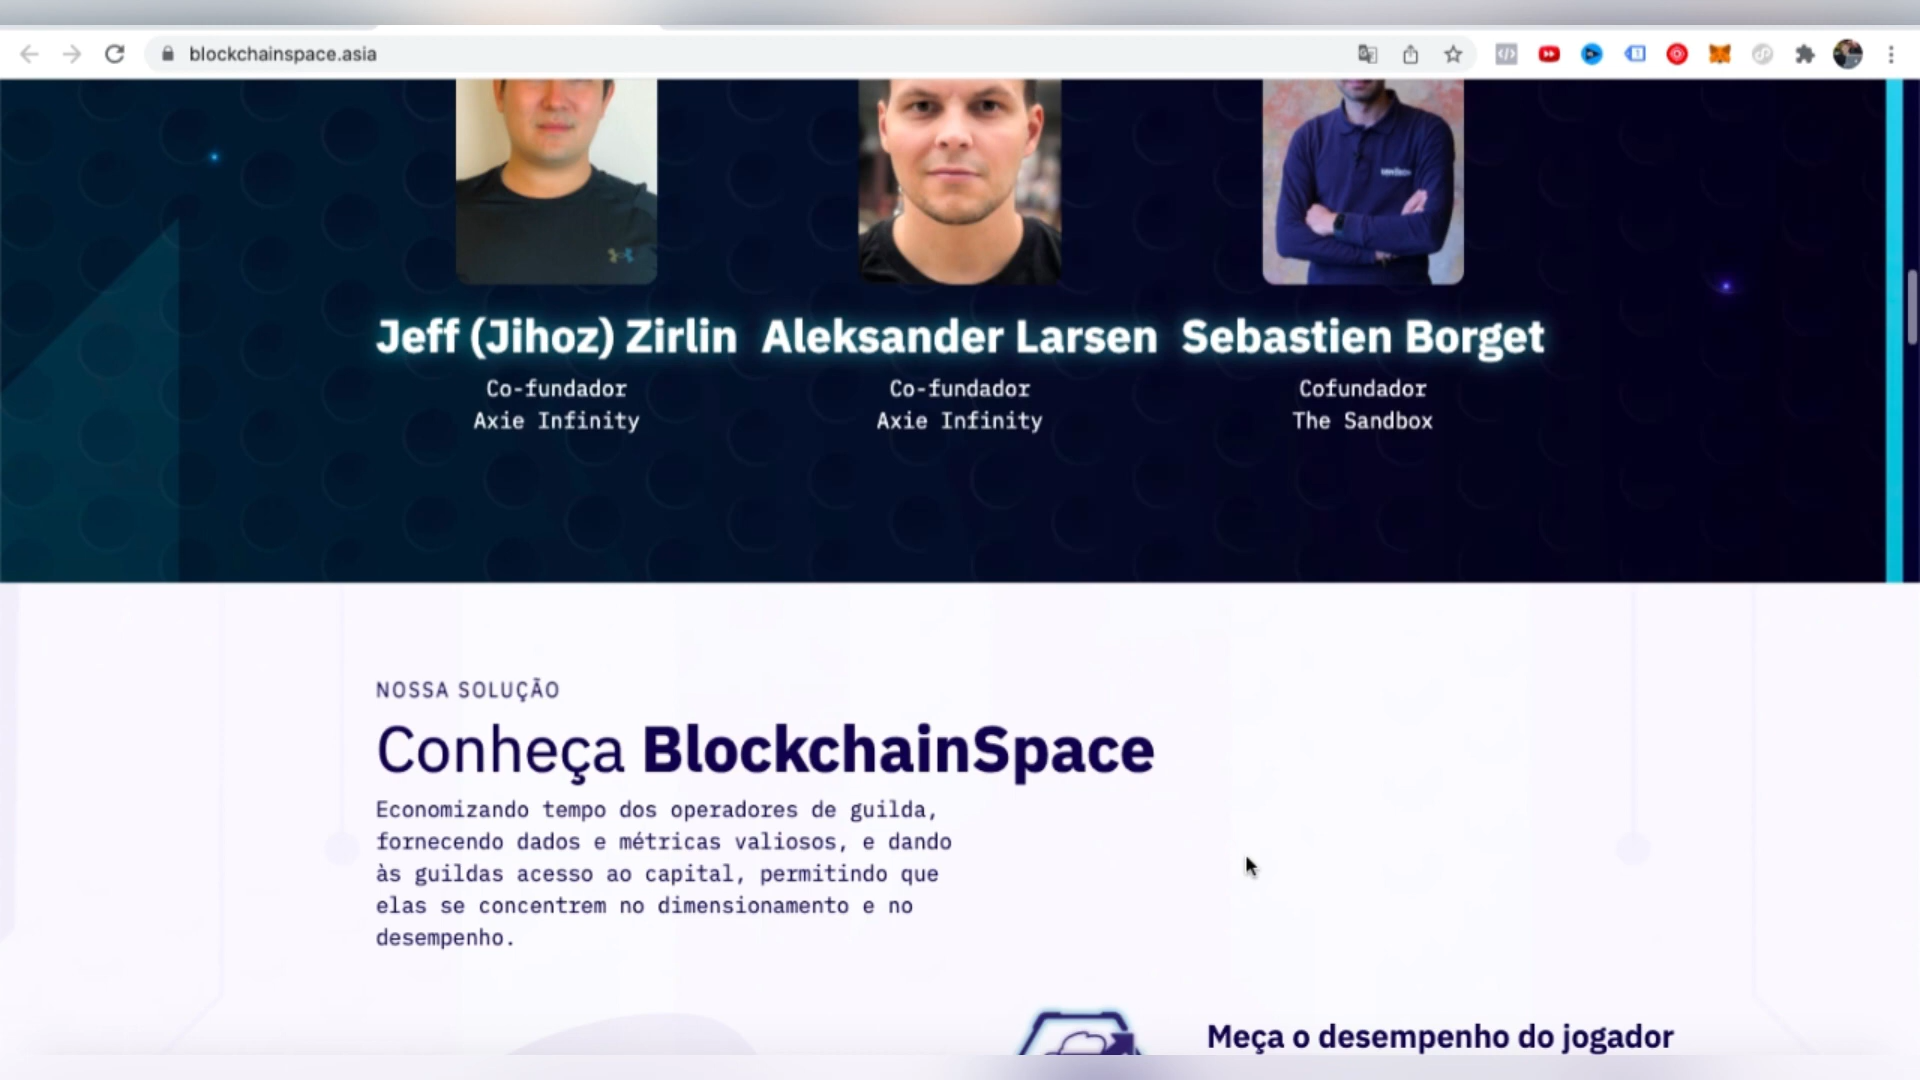 blockchainspace.asia
Jeff (Jihoz) Zirlin
Co-fundador
Axie Infinity
Aleksander Larsen
Co-fundador
Axie Infinity
Sebastien Borget
Cofundador
The Sandbox
NOSSA SOLUÇÃO
Conheça BlockchainSpace
Economizando tempo dos operadores de guilda,
fornecendo dados e métricas valiosos, e dando
às guildas acesso ao capital, permitindo que
elas se concentrem no dimensionamento e no
desempenho.
Meça o desempenho do jogador